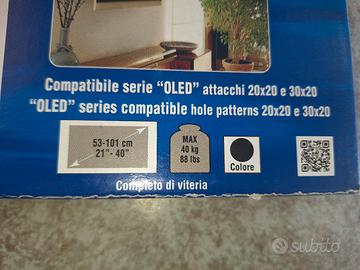 Compatibile serie “OLED” attacchi 20x20 e 30x20
“OLED” series compatible hole patterns 20x20 e 30x20
53-101 cm
21”- 40”
MAX
40 kg
88 lbs
Colore
Completo di viteria
subito